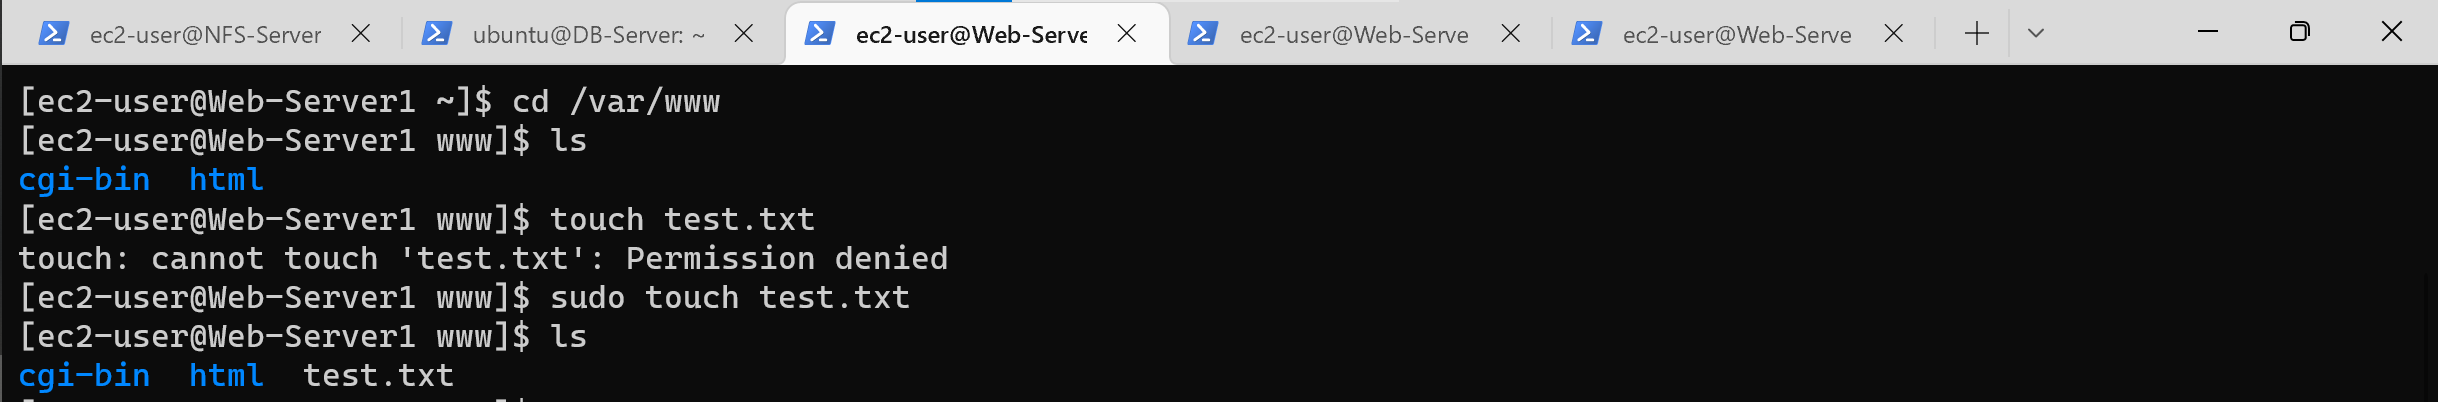 ec2-user@NFS-Server
ubuntu@DB-Server: ~
ec2-user@Web-Serve
ec2-user@Web-Serve
ec2-user@Web-Serve
[ec2-user@Web-Server1 ~]$ cd /var/www
[ec2-user@Web-Server1 www]$ ls
cgi-bin  html
[ec2-user@Web-Server1 www]$ touch test.txt
touch: cannot touch 'test.txt': Permission denied
[ec2-user@Web-Server1 www]$ sudo touch test.txt
[ec2-user@Web-Server1 www]$ ls
cgi-bin  html  test.txt